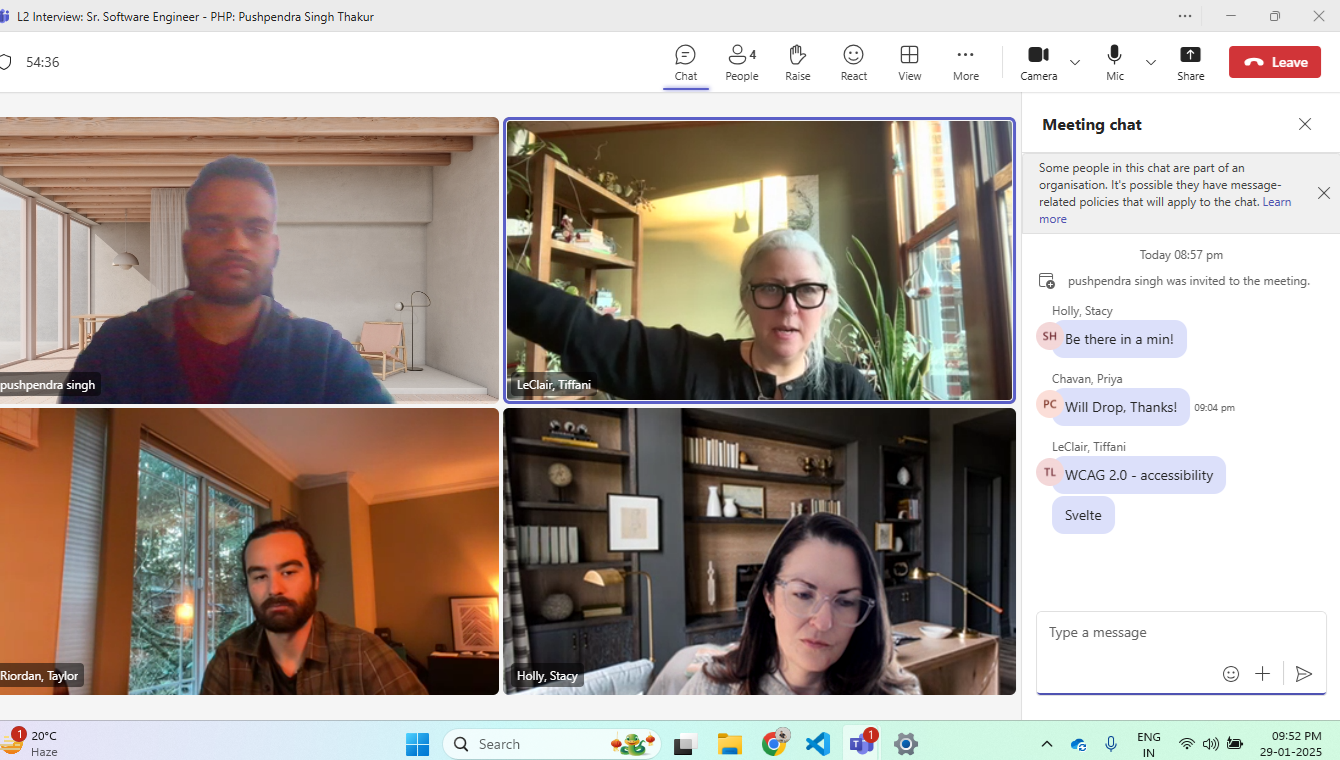 L2 Interview: Sr. Software Engineer - PHP: Pushpendra Singh Thakur
54:36
Chat
4
People
Raise
React
View
More
Camera
Mic
Share
Leave
pushpendra singh
LeClair, Tiffani
Riordan, Taylor
Holly, Stacy
Meeting chat
Some people in this chat are part of an
organisation. It's possible they have message-
related policies that will apply to the chat. Learn
more
Today 08:57 pm
pushpendra singh was invited to the meeting.
Holly, Stacy
SH
Be there in a min!
Chavan, Priya
PC
Will Drop, Thanks!
09:04 pm
LeClair, Tiffani
TL
WCAG 2.0 - accessibility
Svelte
Type a message
1
20°C
Haze
Search
1
ENG
IN
09:52 PM
29-01-2025